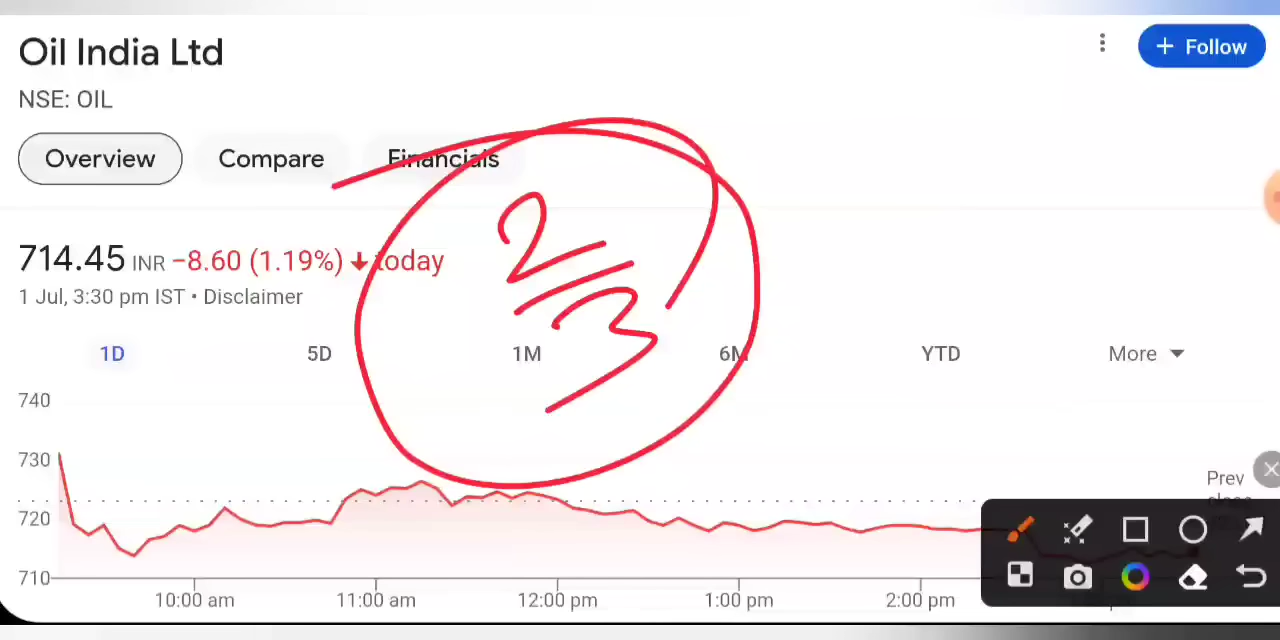 Oil India Ltd
+ Follow
NSE: OIL
Overview Compare Financials
2
3
714.45 INR −8.60 (1.19%) ↓ today
1 Jul, 3:30 pm IST • Disclaimer
1D 5D 1M 6M YTD More
740
730
Prev
close
720
710
10:00 am 11:00 am 12:00 pm 1:00 pm 2:00 pm